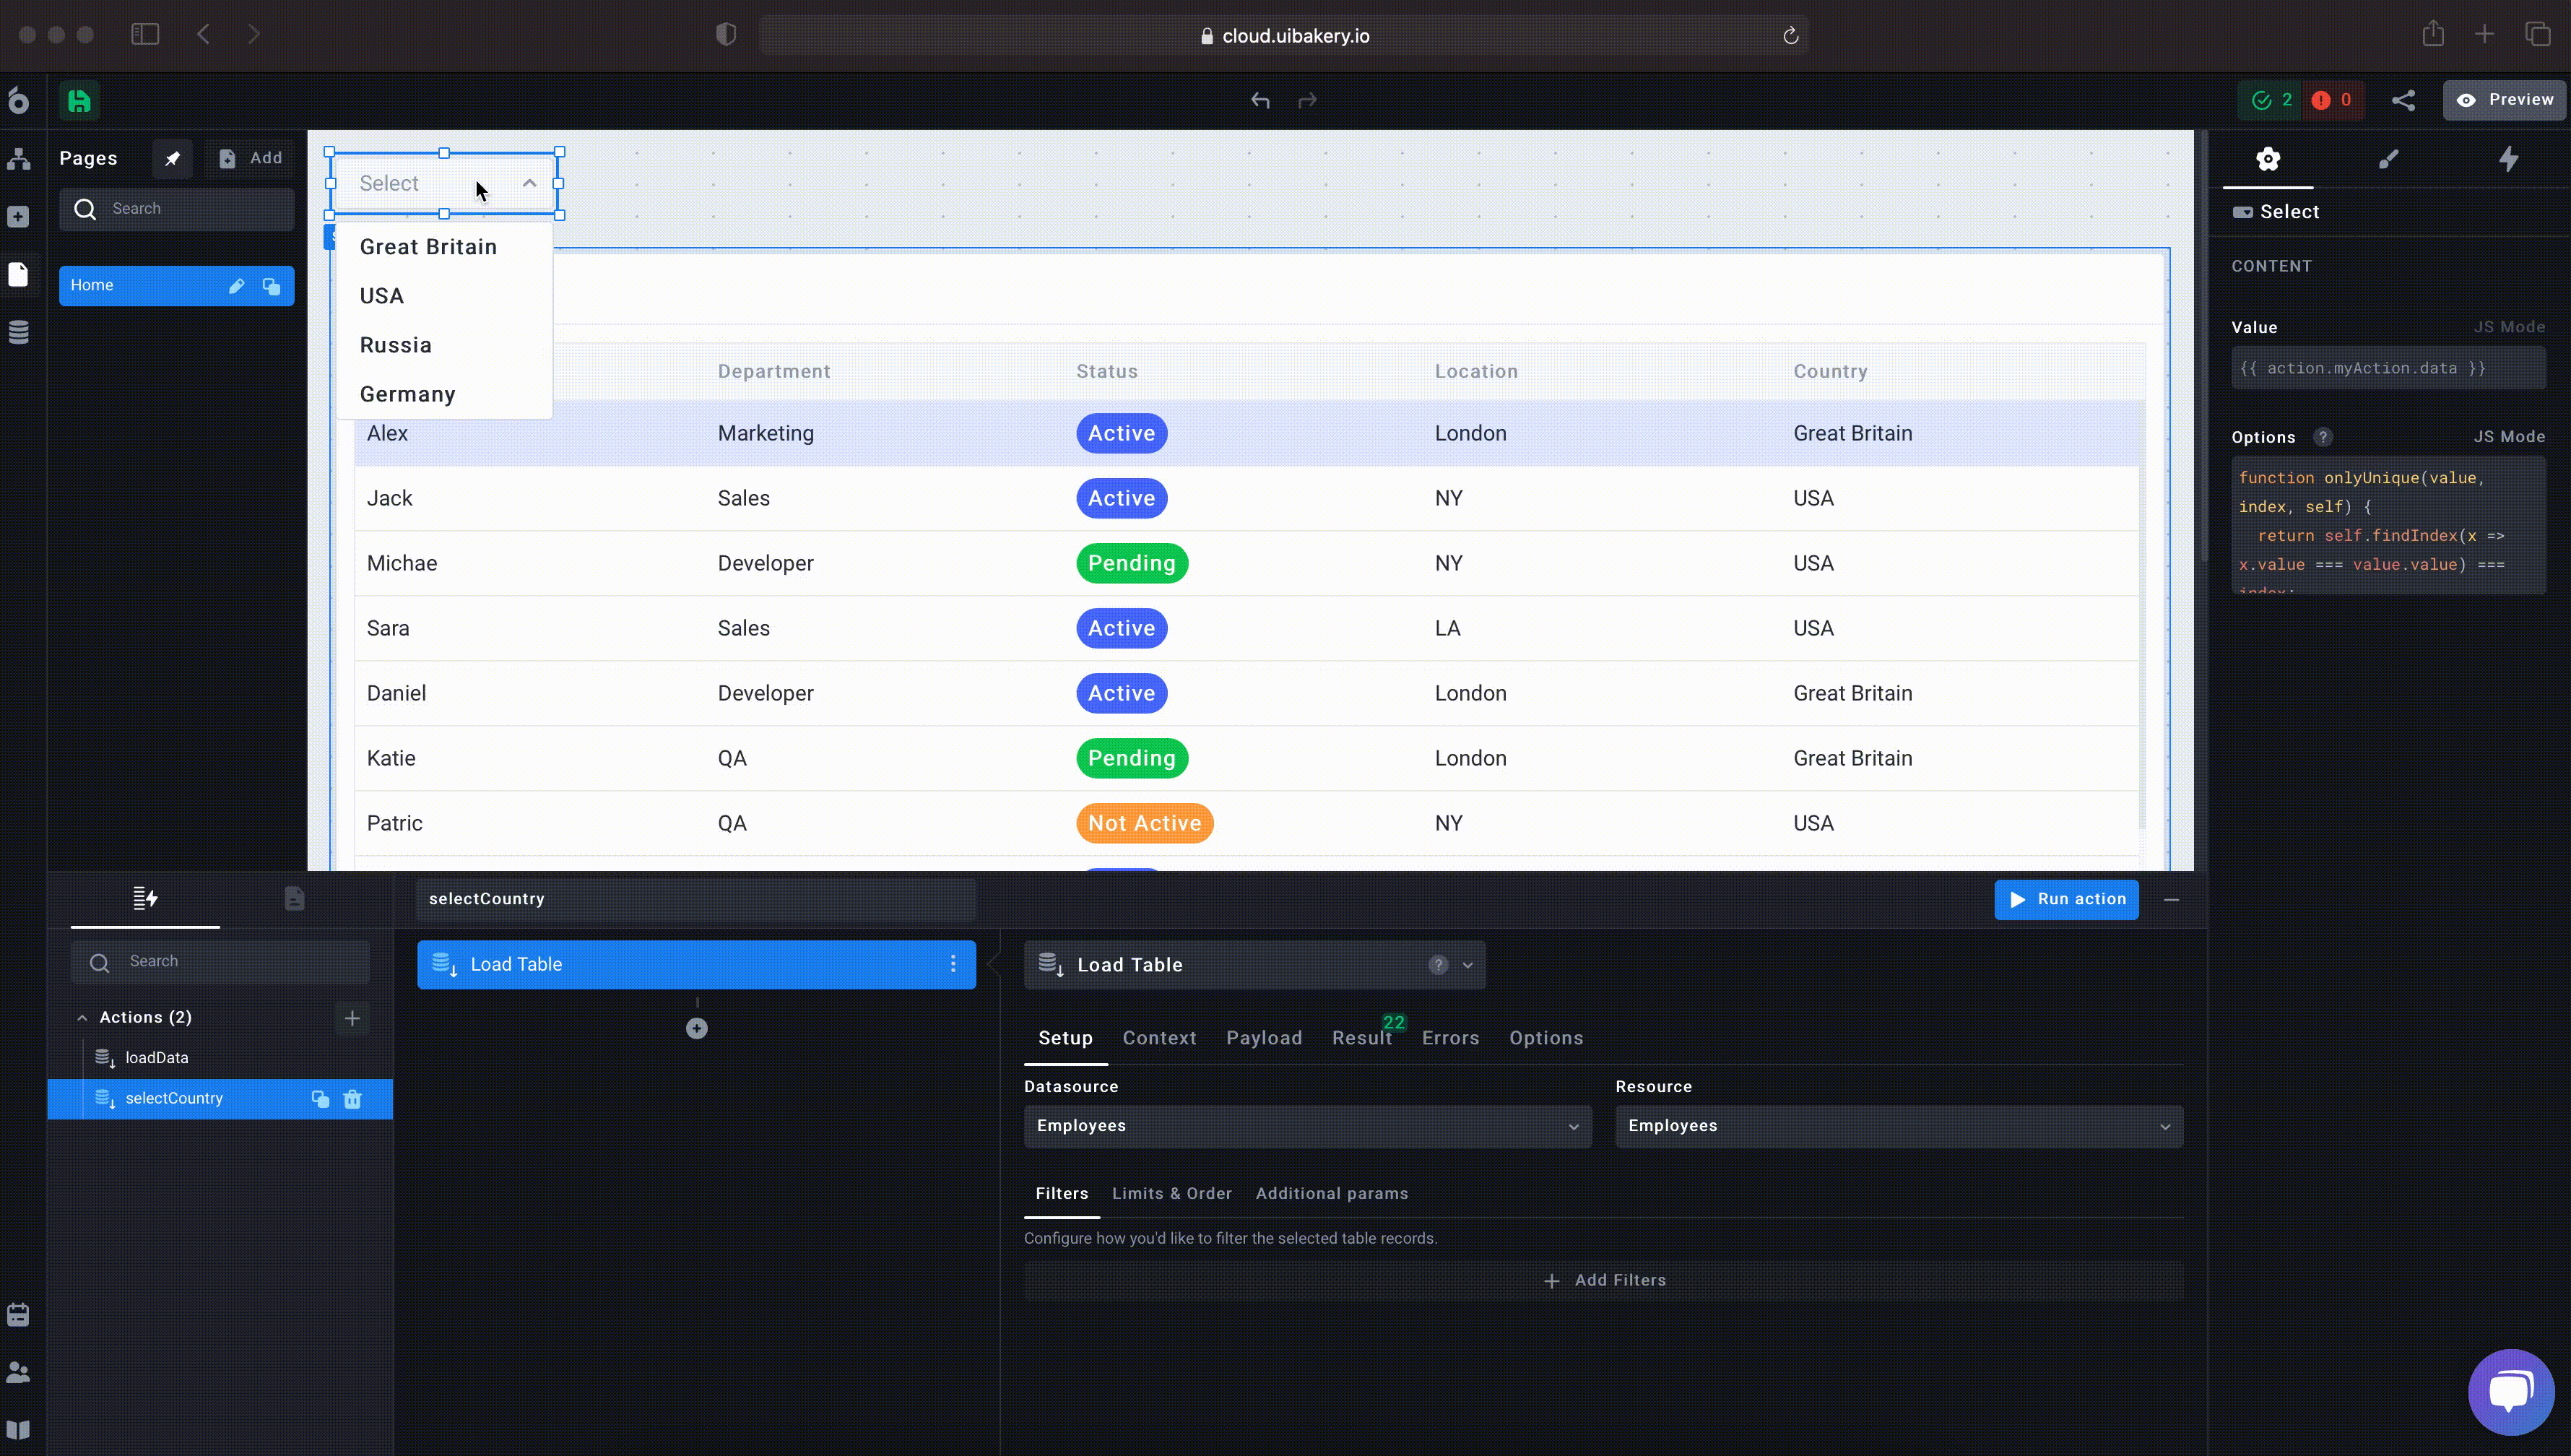 cloud.uibakery.io
2
0
Preview
Pages
Add
Search
Home
Select
Great Britain
USA
Russia
Germany
Department Status Location Country
Alex Marketing Active London Great Britain
Jack Sales Active NY USA
Michae Developer Pending NY USA
Sara Sales Active LA USA
Daniel Developer Active London Great Britain
Katie QA Pending London Great Britain
Patric QA Not Active NY USA
Select
CONTENT
Value JS Mode
{{ action.myAction.data }}
Options ? JS Mode
function onlyUnique(value,
index, self) {
return self.findIndex(x =>
x.value === value.value) ===
index;
Search
Actions (2)
loadData
selectCountry
selectCountry
Run action
Load Table
Load Table ?
Setup Context Payload Result 22 Errors Options
Datasource Resource
Employees Employees
Filters Limits & Order Additional params
Configure how you'd like to filter the selected table records.
Add Filters